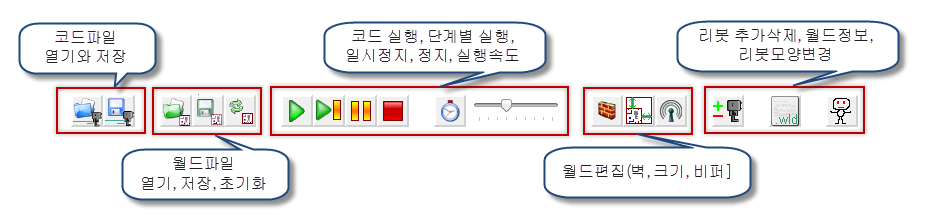 코드파일
열기와 저장
코드 실행, 단계별 실행,
일시정지, 정지, 실행속도
리봇 추가삭제, 월드정보,
리봇모양변경
.wld
월드파일
열기, 저장, 초기화
월드편집(벽, 크기, 비퍼]